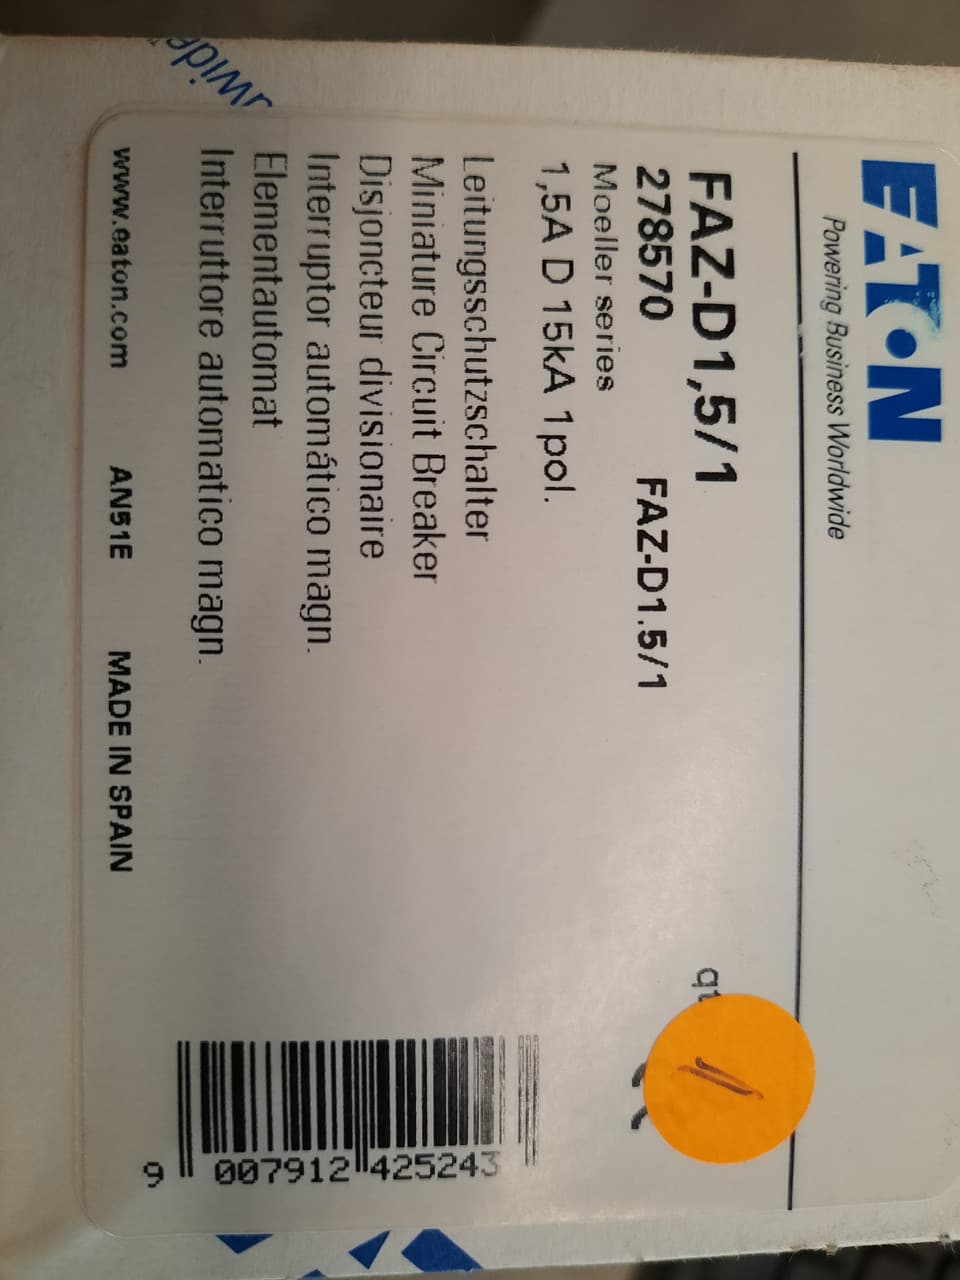 EATON
Powering Business Worldwide
FAZ-D1,5/1
278570 FAZ-D1.5/1
Moeller series
1,5A D 15kA 1pol.
Leitungsschutzschalter
Miniature Circuit Breaker
Disjoncteur divisionaire
Interruptor automático magn.
Elementautomat
Interruttore automatico magn.
www.eaton.com AN51E MADE IN SPAIN
9 007912 425243